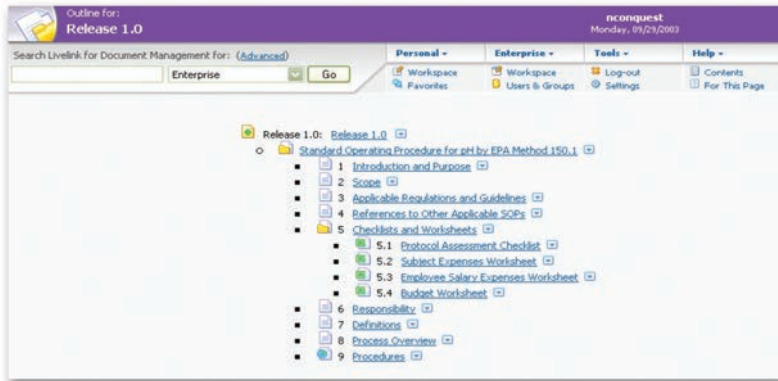 Outline for:
Release 1.0
nconquest
Monday, 09/29/2003
Search Livelink for Document Management for: (Advanced)
Enterprise
Go
Personal
Enterprise
Tools
Help
Workspace
Workspace
Log-out
Contents
Favorites
Users & Groups
Settings
For This Page
Release 1.0: Release 1.0
Standard Operating Procedure for pH by EPA Method 150.1
1 Introduction and Purpose
2 Scope
3 Applicable Regulations and Guidelines
4 References to Other Applicable SOPs
5 Checklists and Worksheets
5.1 Protocol Assessment Checklist
5.2 Subject Expenses Worksheet
5.3 Employee Salary Expenses Worksheet
5.4 Budget Worksheet
6 Responsibility
7 Definitions
8 Process Overview
9 Procedures